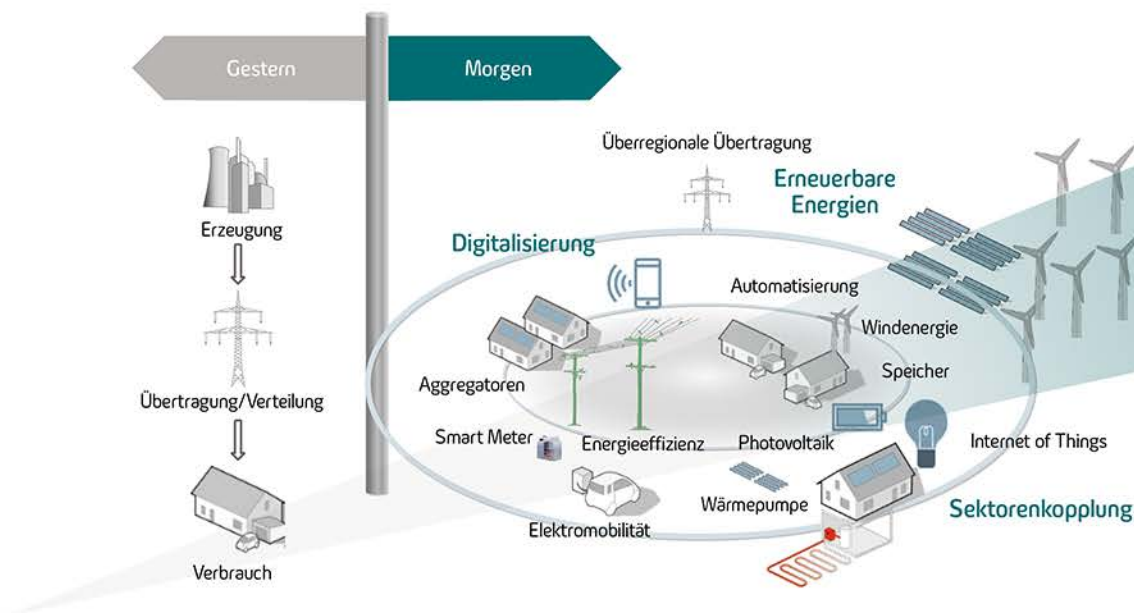 Gestern
Morgen
Erzeugung
Übertragung/Verteilung
Verbrauch
Überregionale Übertragung
Erneuerbare
Energien
Digitalisierung
Automatisierung
Windenergie
Aggregatoren
Speicher
Smart Meter
Energieeffizienz
Photovoltaik
Internet of Things
Wärmepumpe
Elektromobilität
Sektorenkopplung